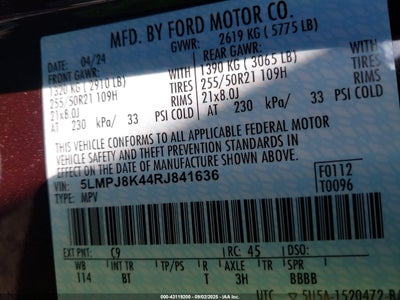 MFD. BY FORD MOTOR CO.
DATE: 04/24 GVWR: 2619 KG ( 5775 LB)
FRONT GAWR: REAR GAWR:
1320 KG ( 2910 LB) 1390 KG ( 3065 LB)
255/50R21 109H TIRES 255/50R21 109H TIRES
21x8.0J RIMS 21x8.0J RIMS
AT 230 kPa/ 33 PSI COLD AT 230 kPa/ 33 PSI COLD
THIS VEHICLE CONFORMS TO ALL APPLICABLE FEDERAL MOTOR
VEHICLE SAFETY AND THEFT PREVENTION STANDARDS IN
EFFECT ON THE DATE OF MANUFACTURE SHOWN ABOVE.
VIN: 5LMPJ8K44RJ841636 F0112
TYPE: MPV T0096
EXT PNT: C9 RC: 45 DSO:
WB INT TR TP/PS R AXLE TR SPR
114 BT T 3H BBBB
UTC
000-43119200 - 09/02/2025 -